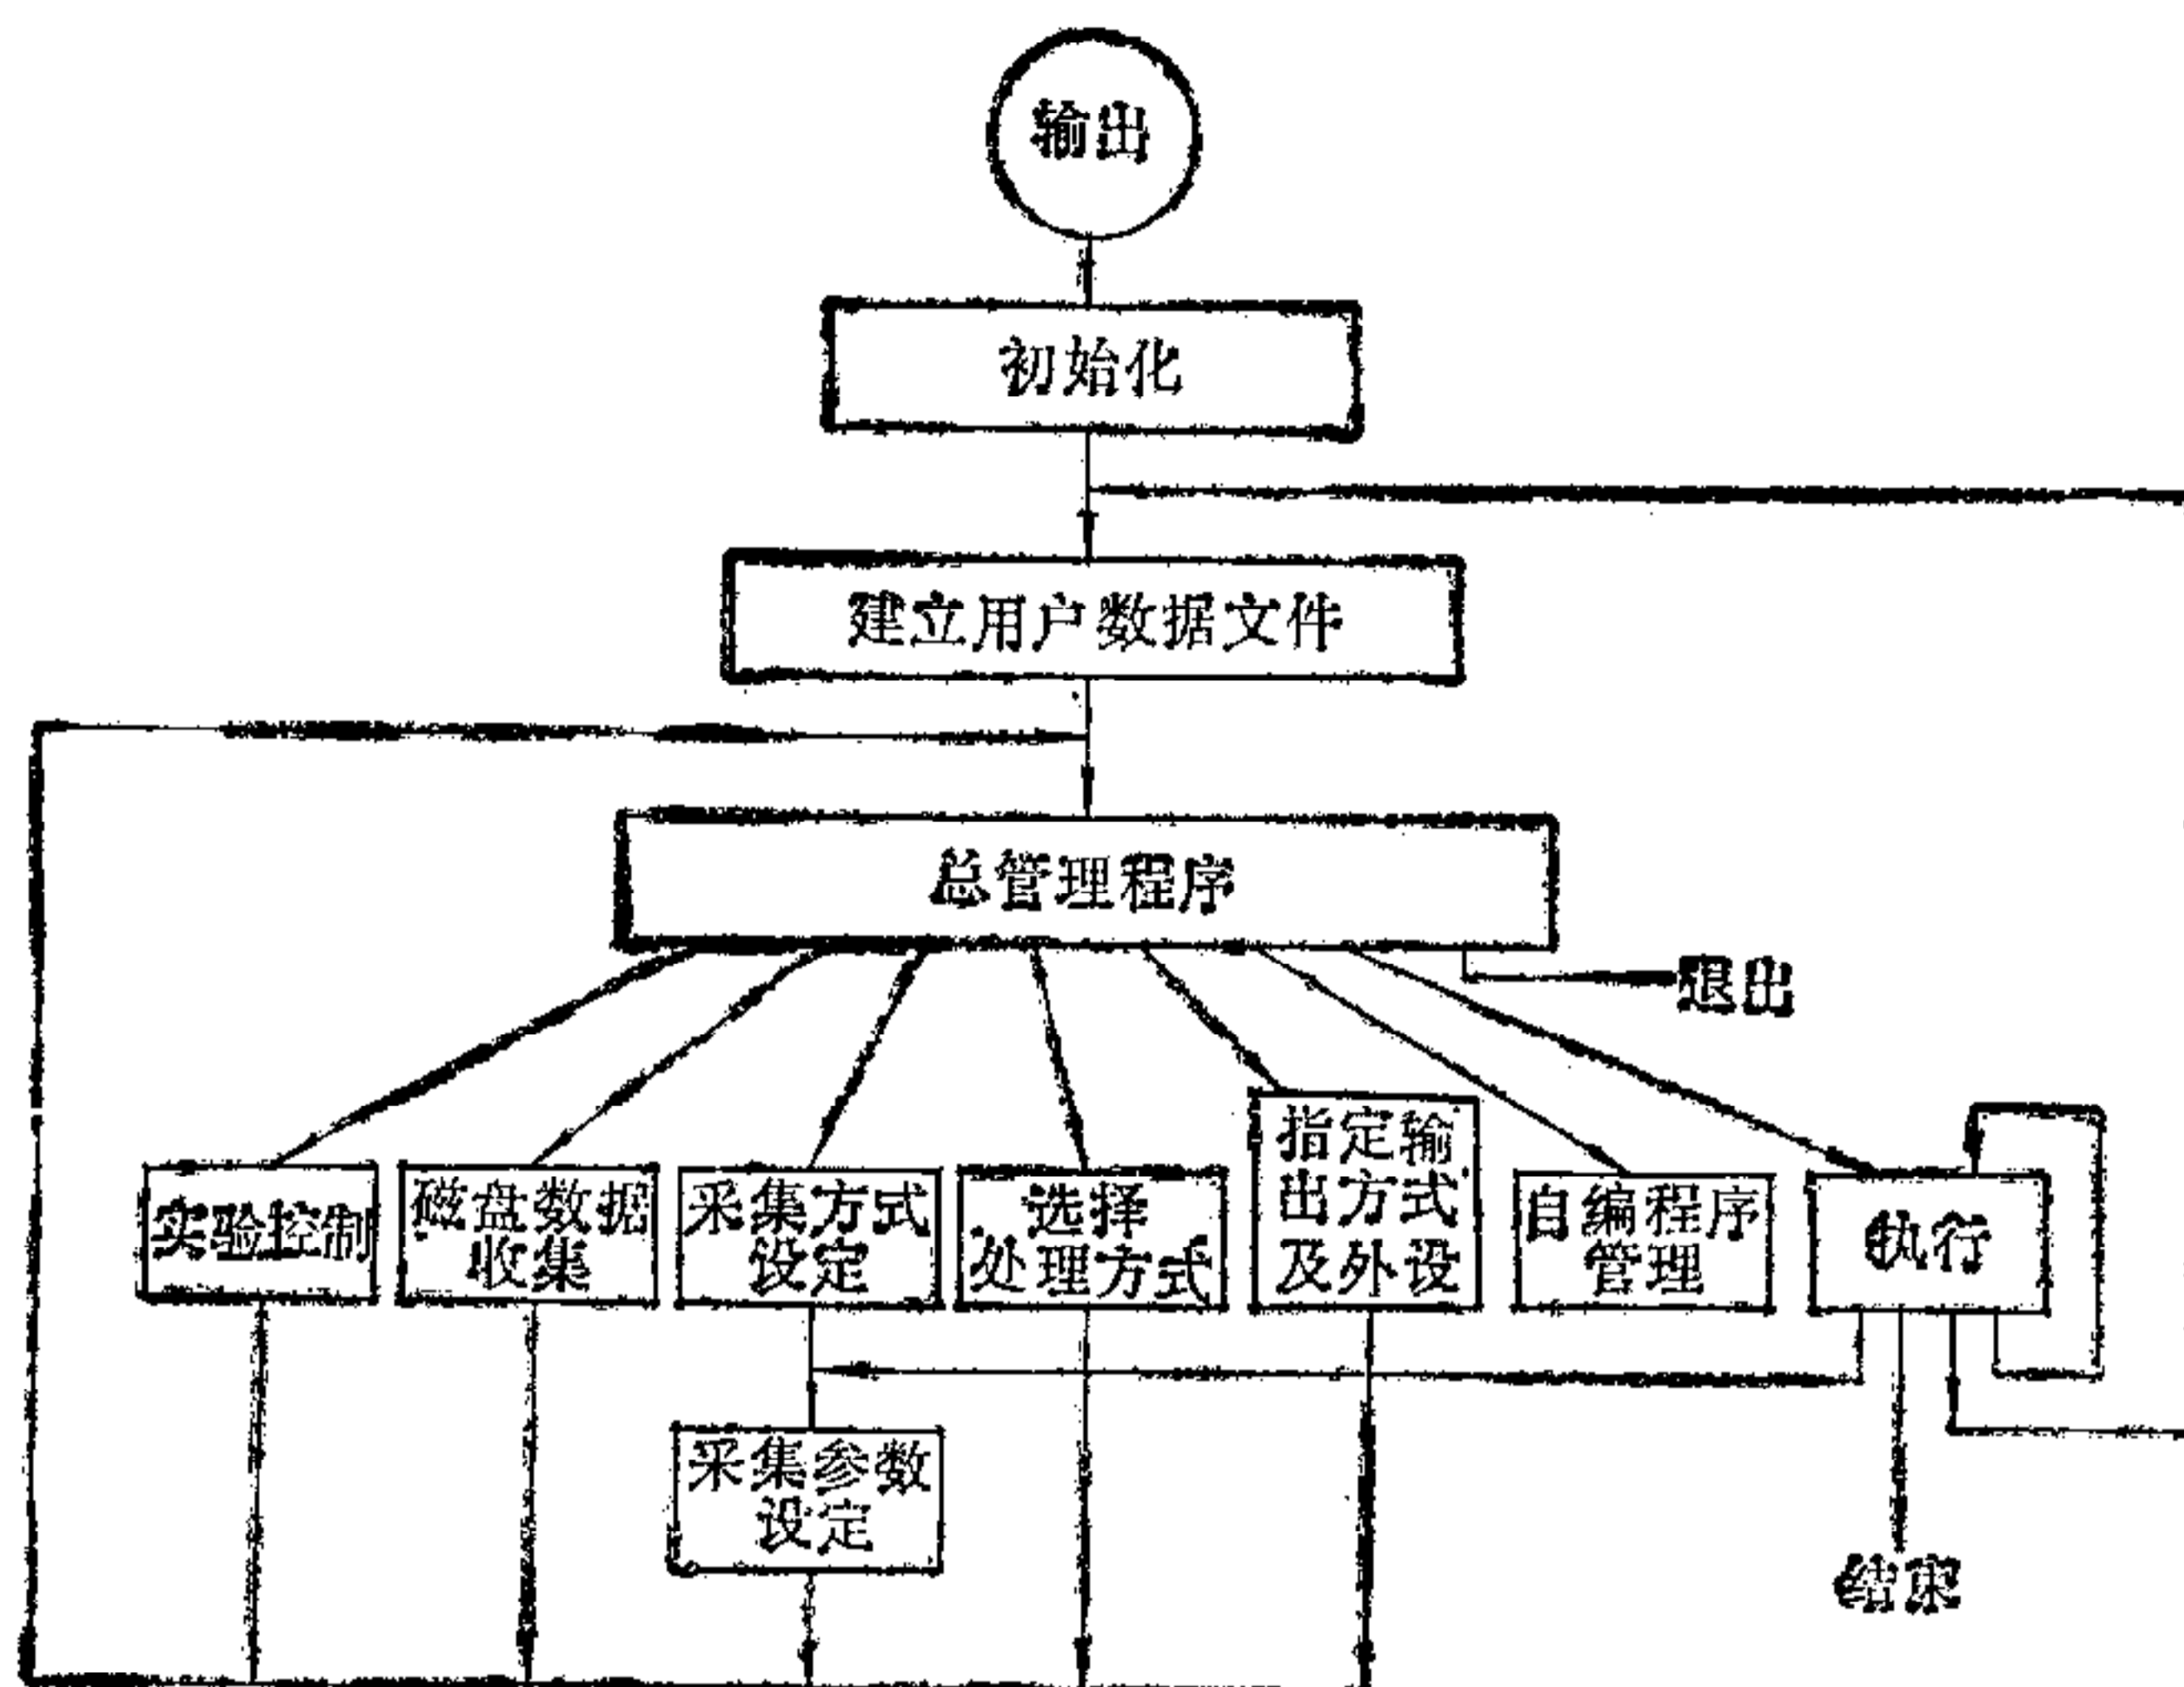 输出
初始化
建立用户数据文件
总管理程序
退出
实验控制
磁盘数据
收集
采集方式
设定
选择
处理方式
指定输
出方式
及外设
自编程序
管理
执行
采集参数
设定
结束